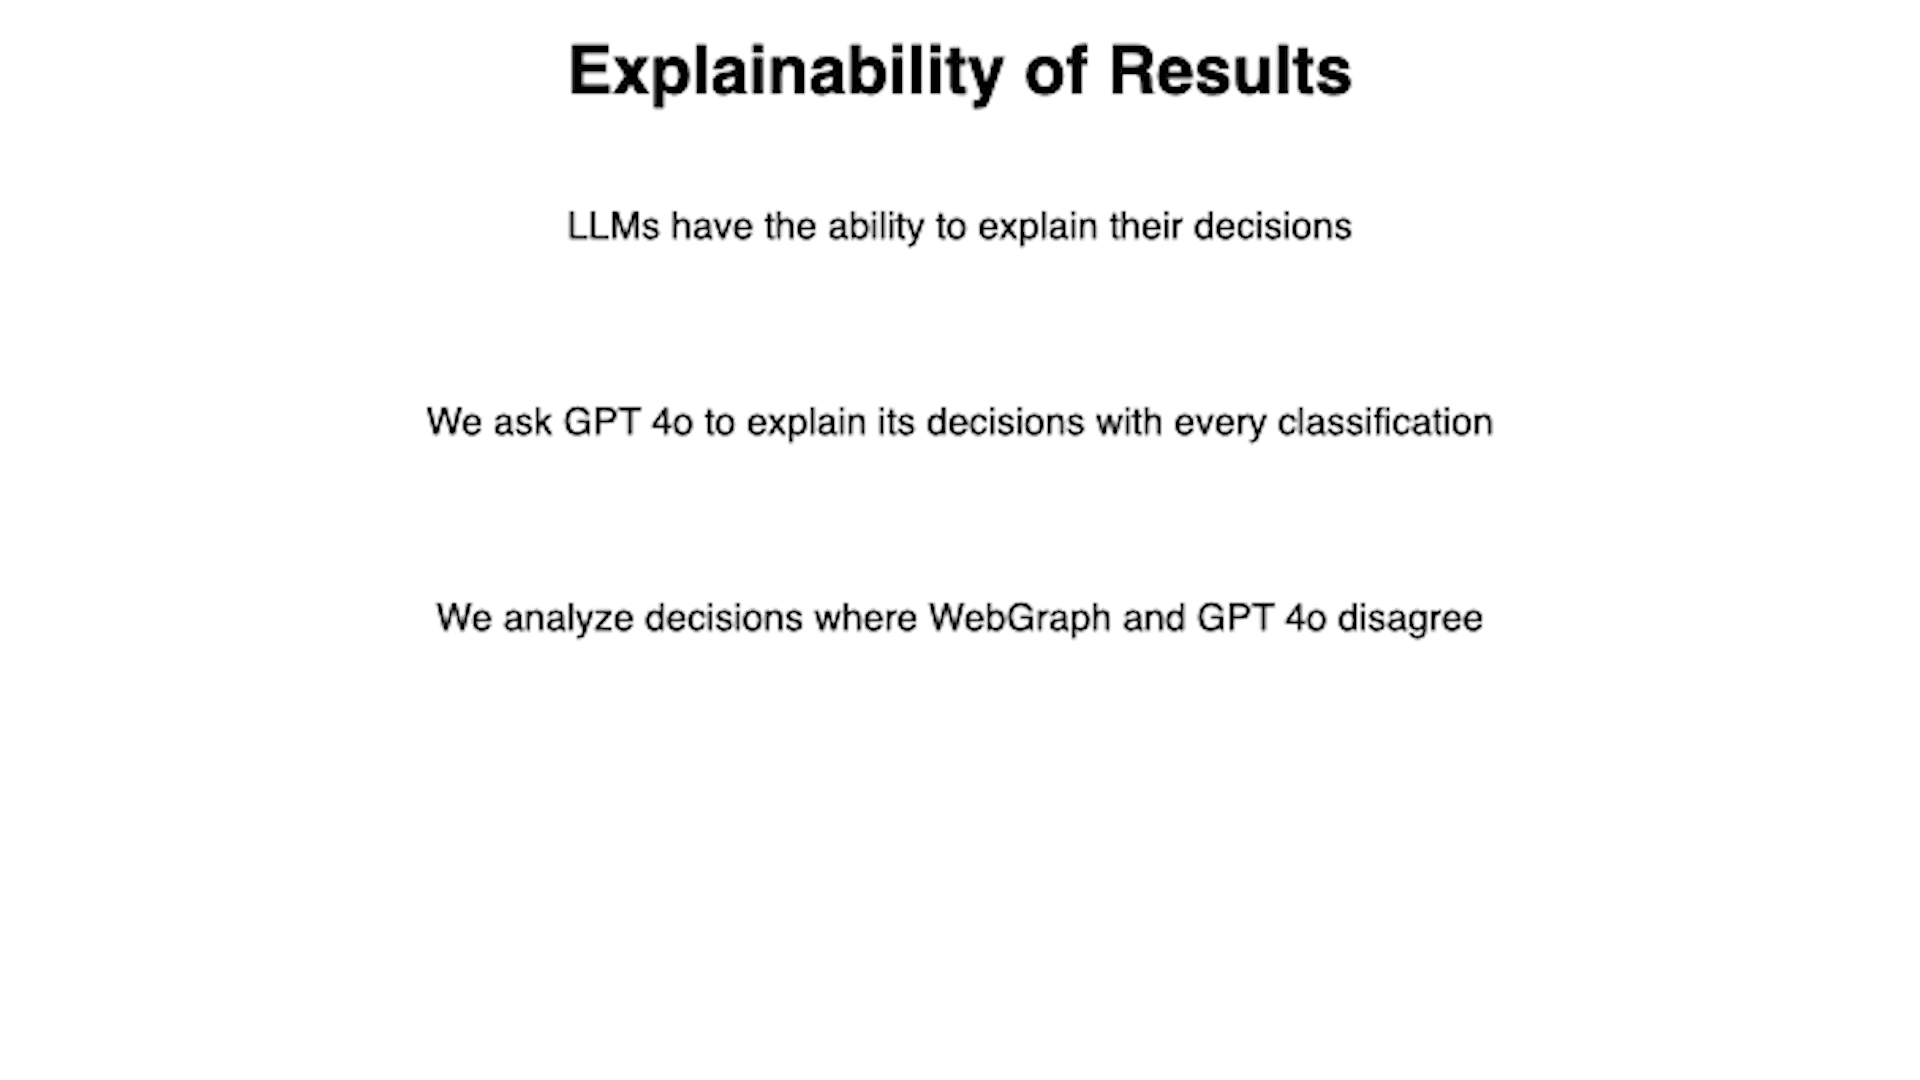 Explainability of Results
LLMs have the ability to explain their decisions
We ask GPT 4o to explain its decisions with every classification
We analyze decisions where WebGraph and GPT 4o disagree